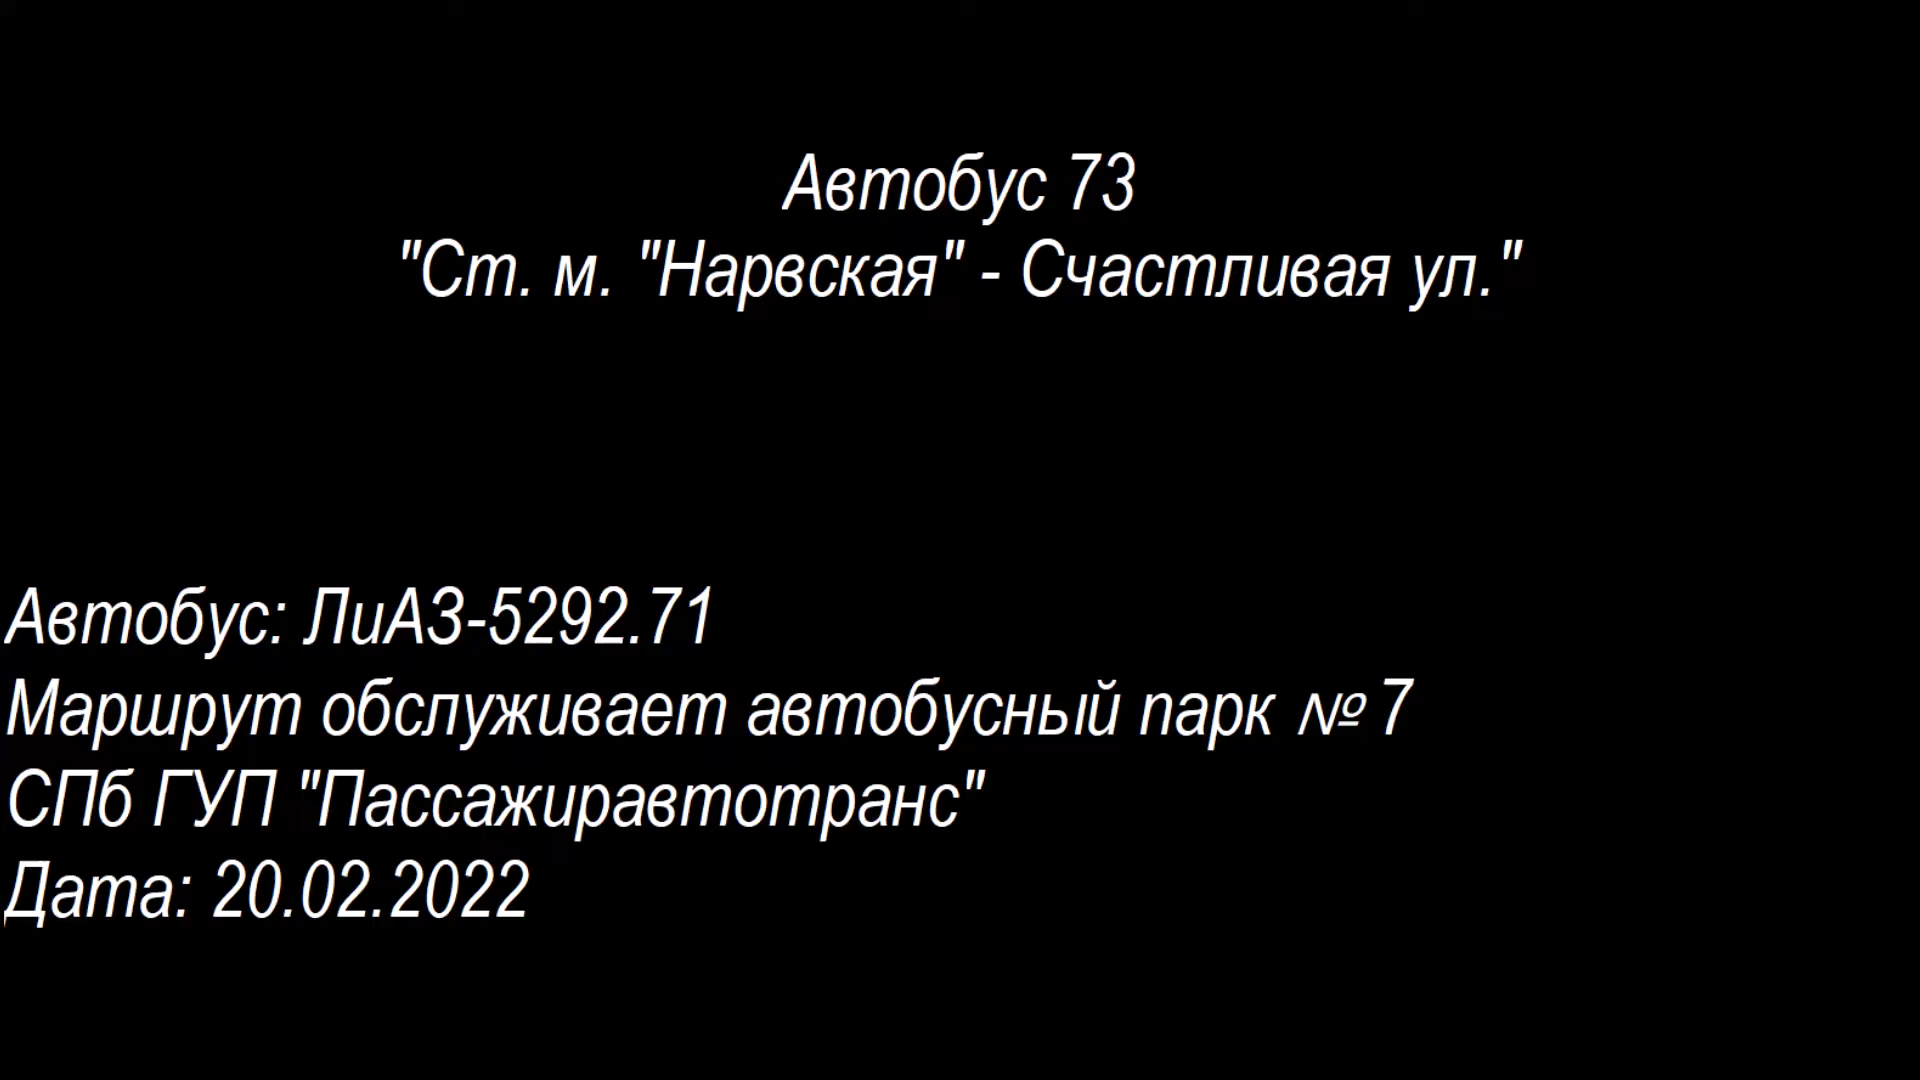 Автобус 73
"Ст. м. "Нарвская" - Счастливая ул."
Автобус: ЛиАЗ-5292.71
Маршрут обслуживает автобусный парк № 7
СПб ГУП "Пассажиравтотранс"
Дата: 20.02.2022